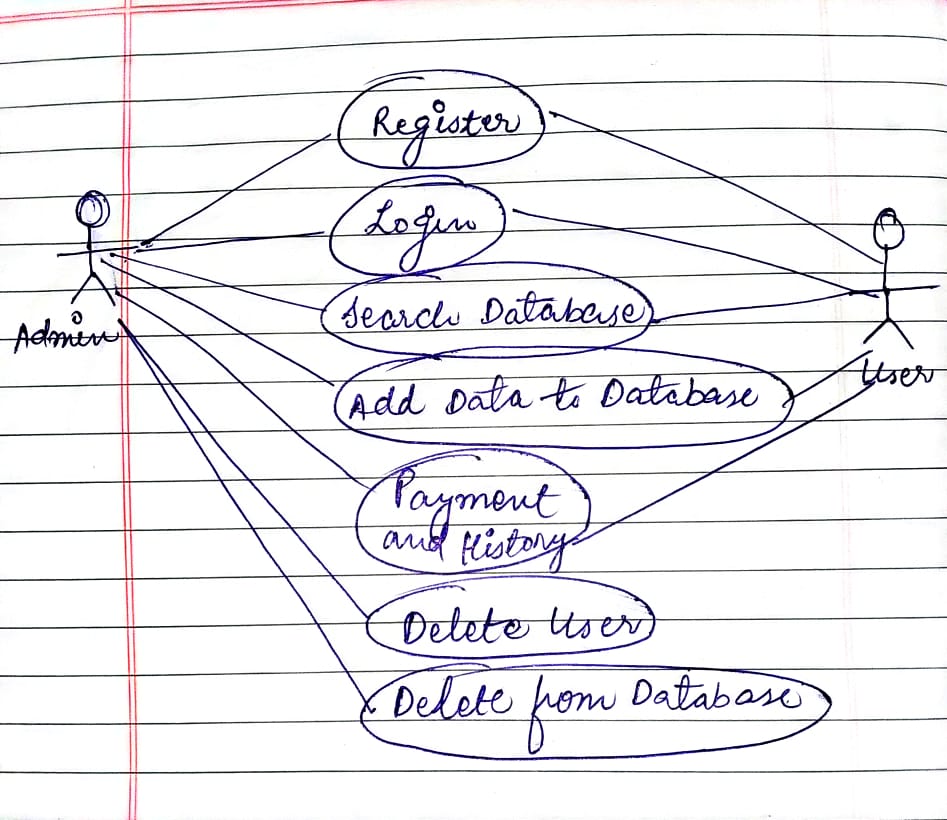 Register
Login
Search Database
Admin
User
Add Data to Database
Payment
and History
Delete User
Delete from Database